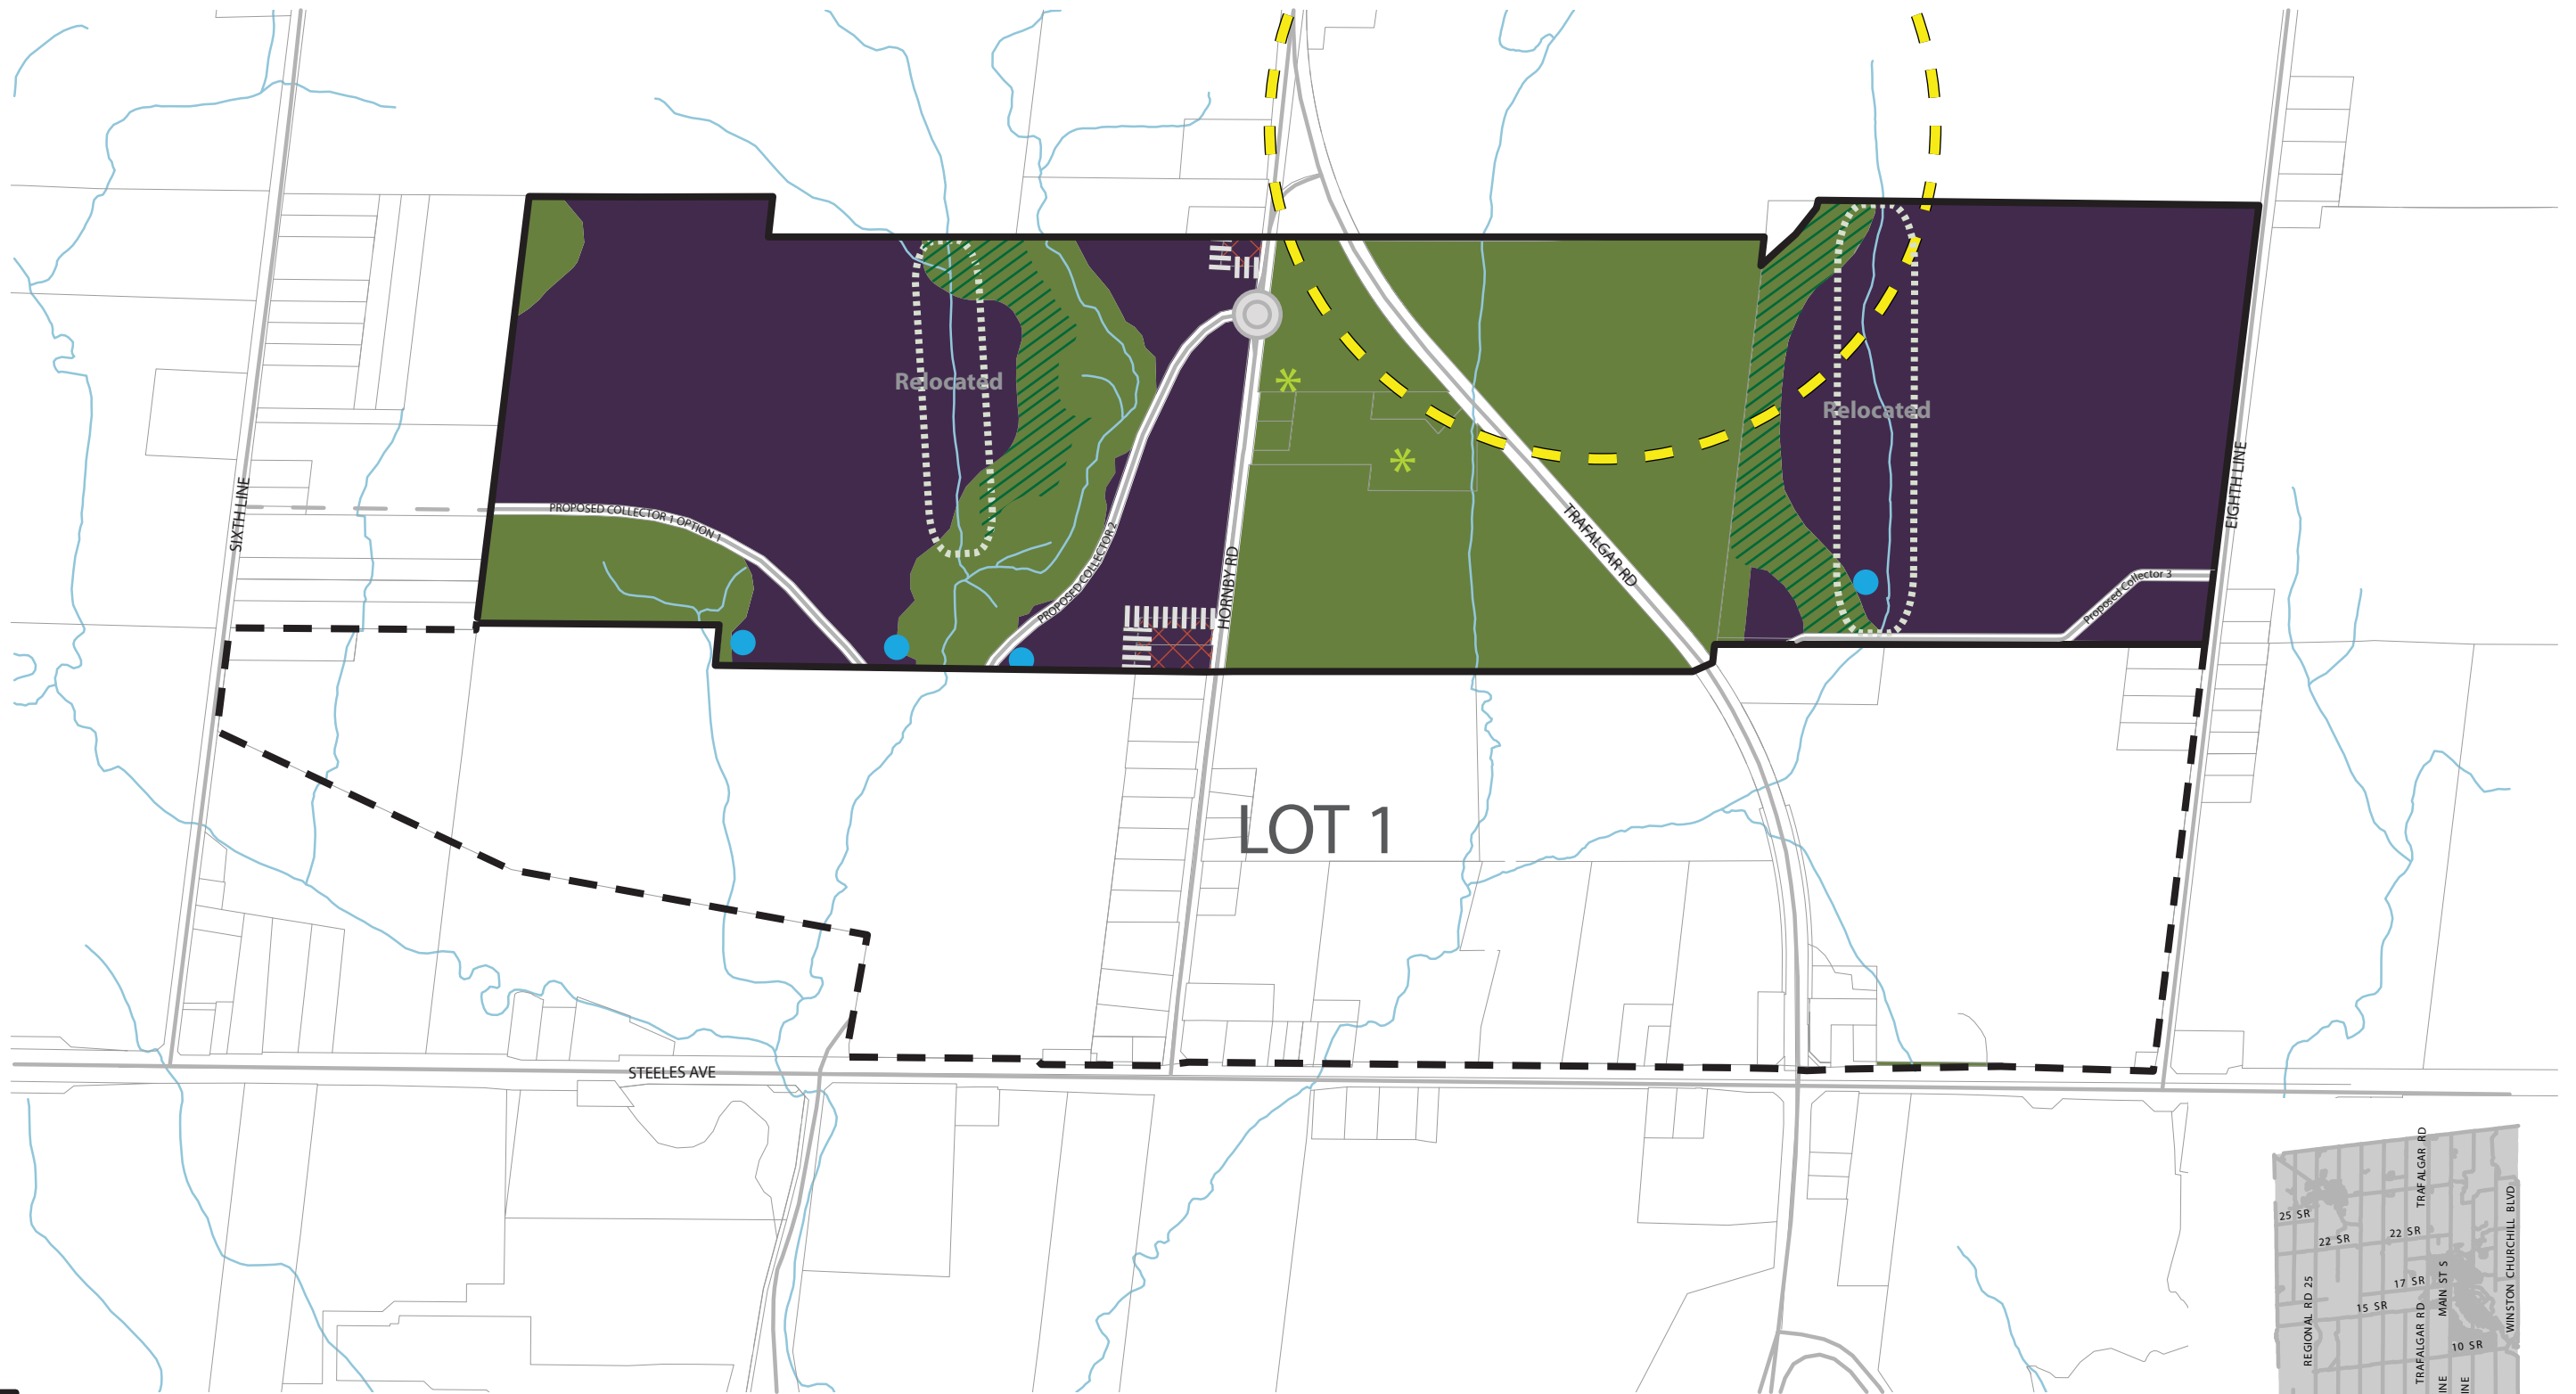 Relocated
Relocated
SIXTH LINE
PROPOSED COLLECTOR 1 OPTION 1
PROPOSED COLLECTOR 2
HORNBY RD
TRAFALGAR RD
EIGHTH LINE
Proposed Collector 3
LOT 1
STEELES AVE
TRAFALGAR RD
25 SR
22 SR
22 SR
WINSTON CHURCHILL BLVD
REGIONAL RD 25
17 SR
MAIN ST S
15 SR
TRAFALGAR RD
10 SR
INE
INE